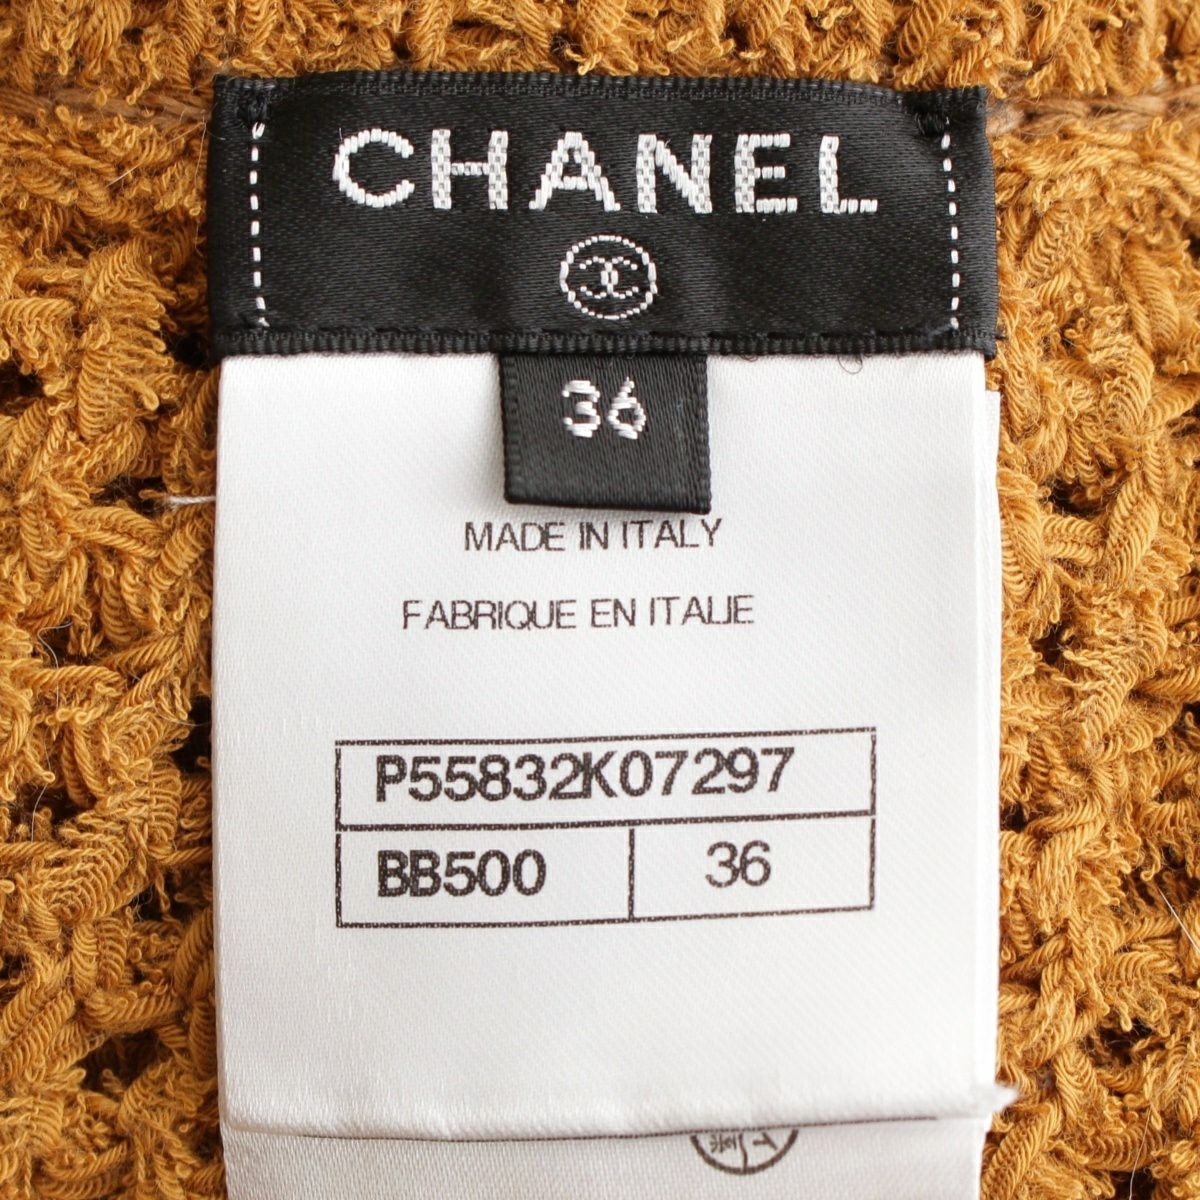 CHANEL
36
MADE IN ITALY
FABRIQUE EN ITALIE
P55832K07297
BB500 36